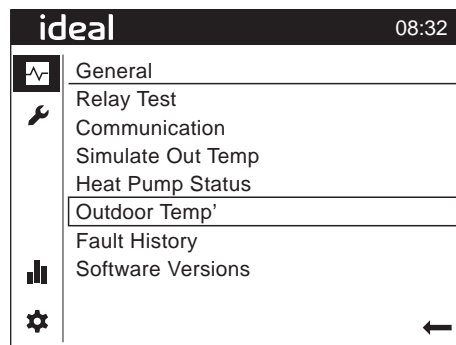 ideal
08:32
General
Relay Test
Communication
Simulate Out Temp
Heat Pump Status
Outdoor Temp’
Fault History
Software Versions